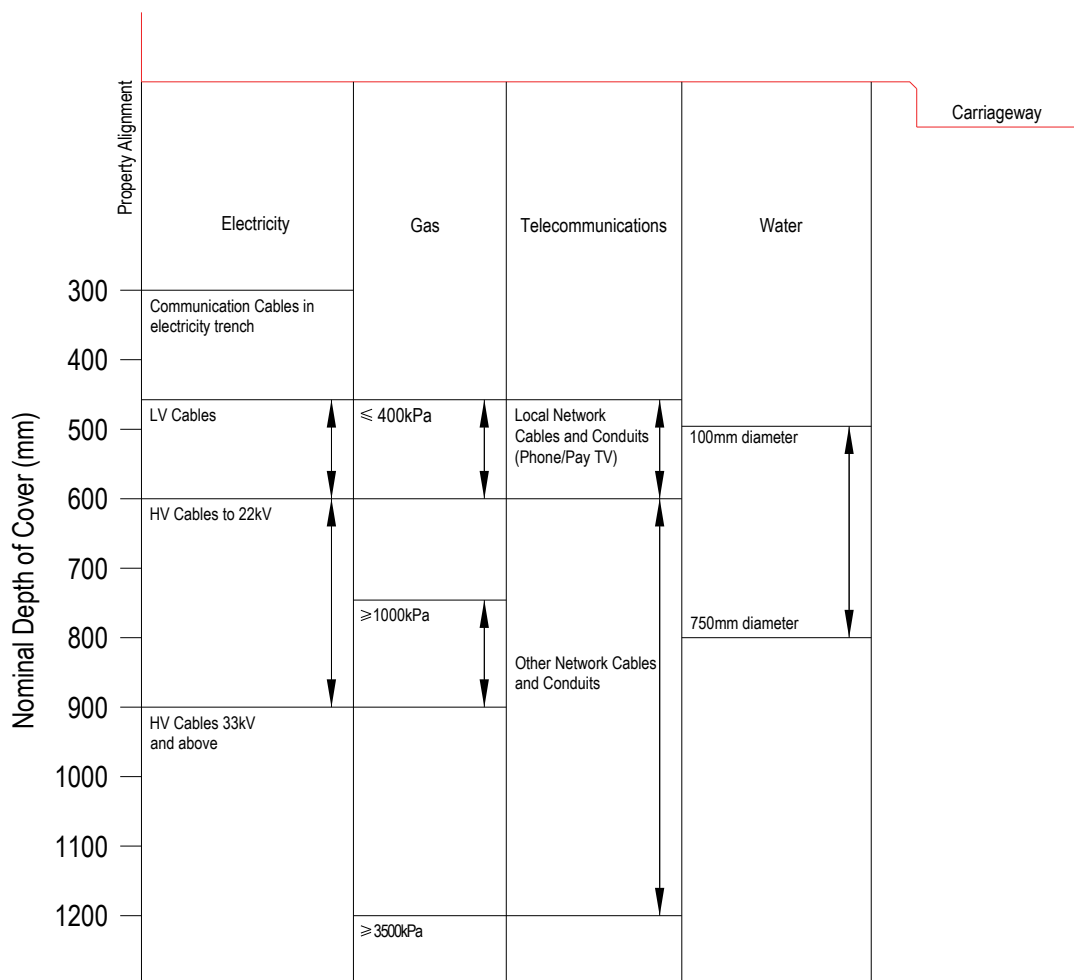 Carriageway
Property Alignment
Electricity
Gas
Telecommunications
Water
Nominal Depth of Cover (mm)
300
400
500
600
700
800
900
1000
1100
1200
Communication Cables in
electricity trench
LV Cables
HV Cables to 22kV
HV Cables 33kV
and above
≤ 400kPa
≥1000kPa
≥3500kPa
Local Network
Cables and Conduits
(Phone/Pay TV)
Other Network Cables
and Conduits
100mm diameter
750mm diameter